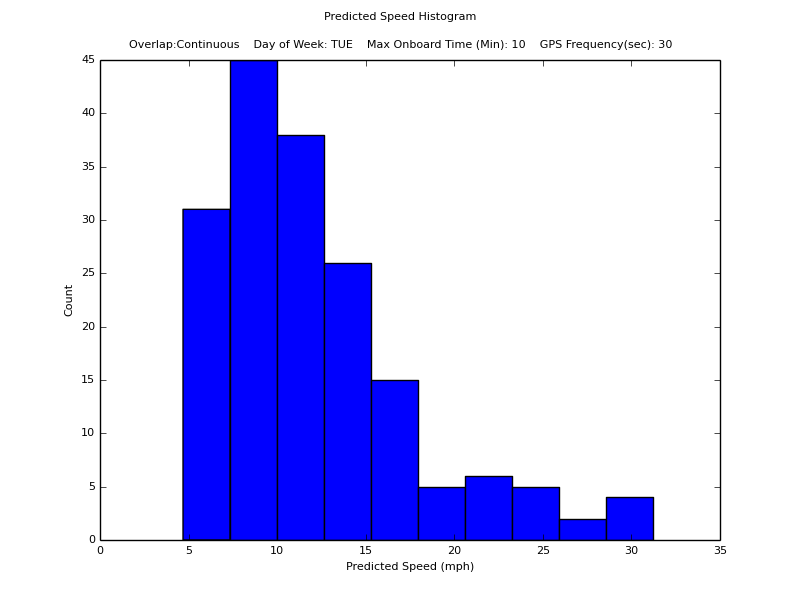 Predicted Speed Histogram
Overlap:Continuous    Day of Week: TUE    Max Onboard Time (Min): 10    GPS Frequency(sec): 30
45
40
35
30
25
20
15
10
5
0
Count
0 5 10 15 20 25 30 35
Predicted Speed (mph)